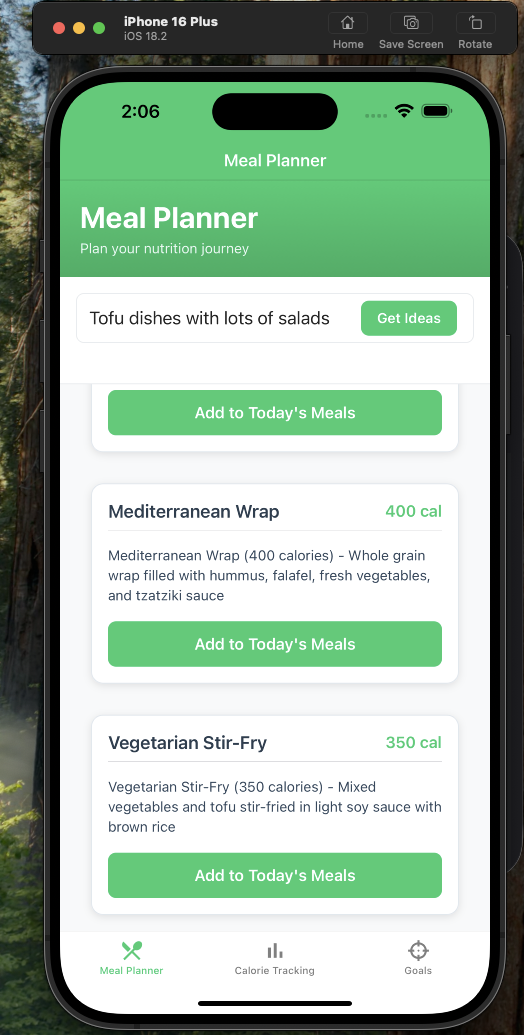 iPhone 16 Plus
iOS 18.2
Home
Save Screen
Rotate
2:06
Meal Planner
Meal Planner
Plan your nutrition journey
Tofu dishes with lots of salads
Get Ideas
Add to Today's Meals
Mediterranean Wrap
400 cal
Mediterranean Wrap (400 calories) - Whole grain
wrap filled with hummus, falafel, fresh vegetables,
and tzatziki sauce
Add to Today's Meals
Vegetarian Stir-Fry
350 cal
Vegetarian Stir-Fry (350 calories) - Mixed
vegetables and tofu stir-fried in light soy sauce with
brown rice
Add to Today's Meals
Meal Planner
Calorie Tracking
Goals